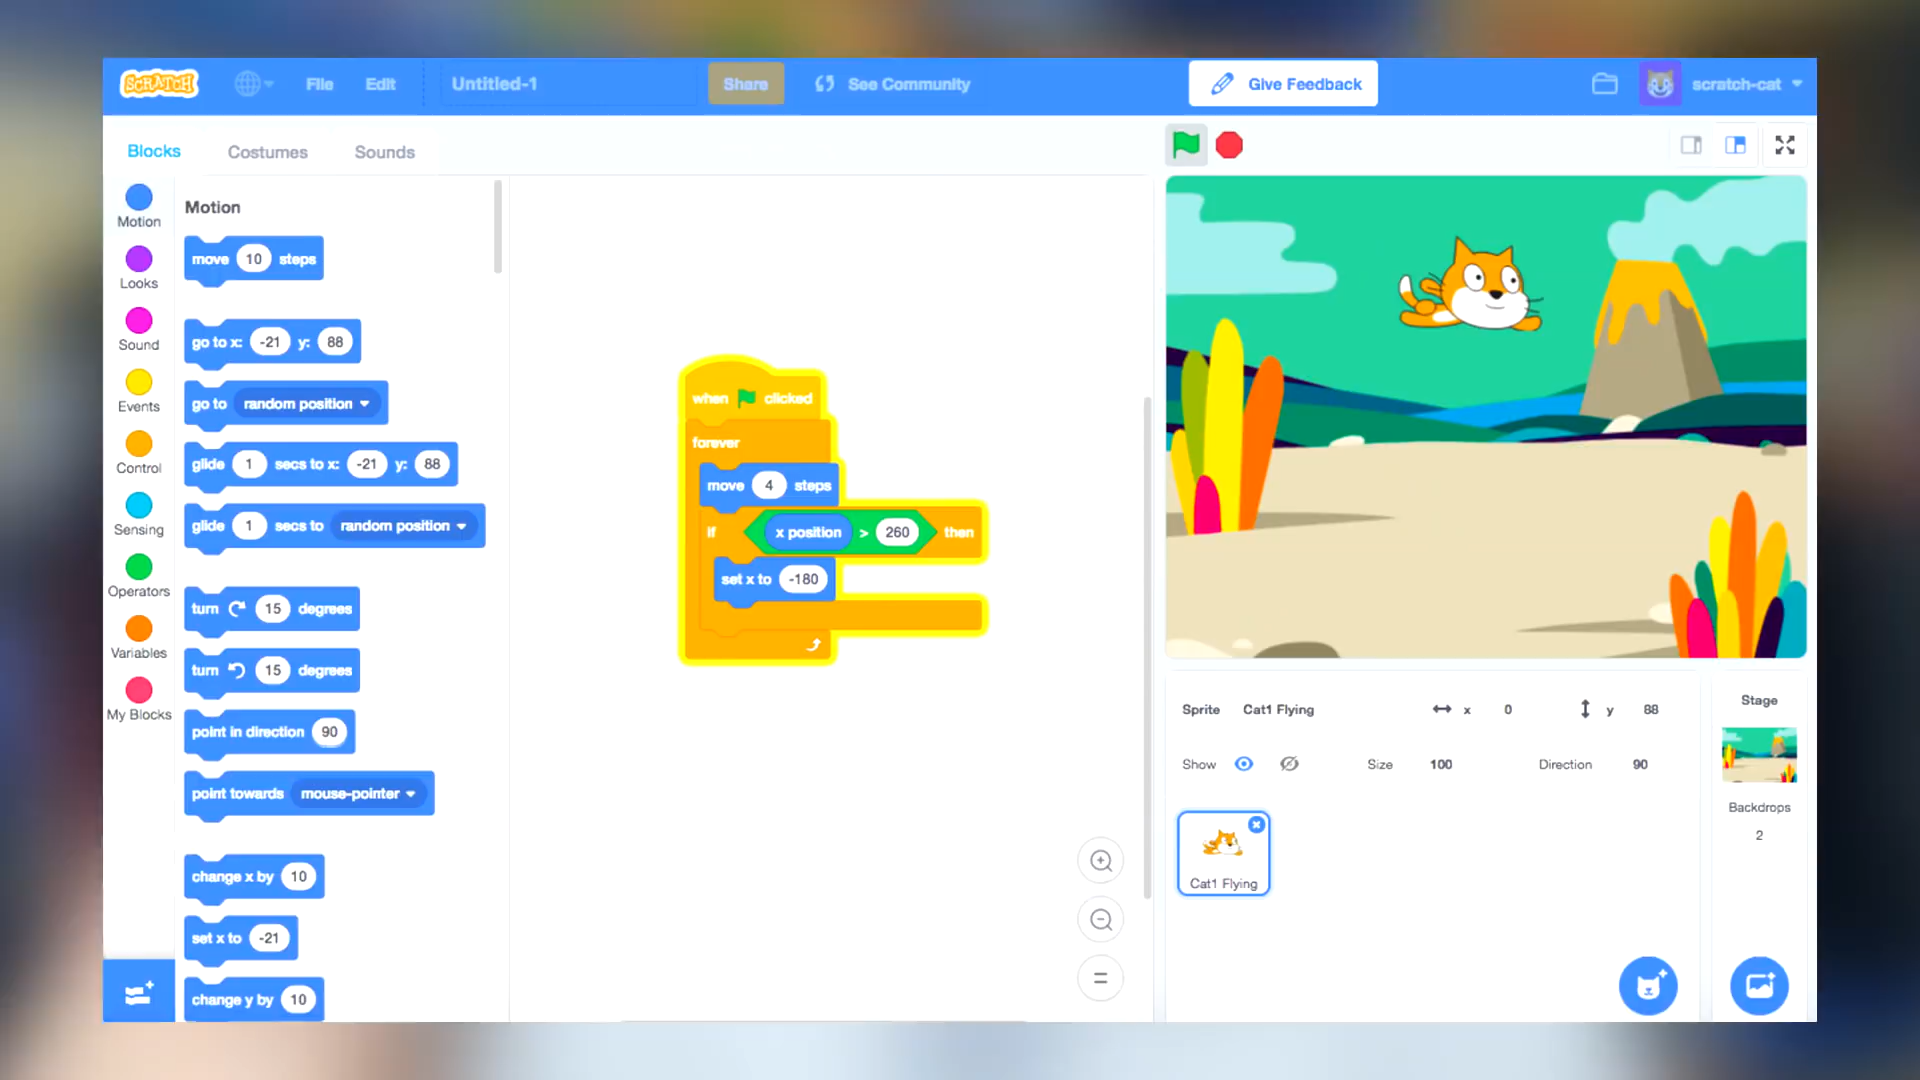 SCRATCH
File
Edit
Untitled-1
Share
See Community
Give Feedback
scratch-cat
Blocks
Costumes
Sounds
Motion
Looks
Sound
Events
Control
Sensing
Operators
Variables
My Blocks
Motion
move 10 steps
go to x: -21 y: 88
go to random position
glide 1 secs to x: -21 y: 88
glide 1 secs to random position
turn 15 degrees
turn 15 degrees
point in direction 90
point towards mouse-pointer
change x by 10
set x to -21
change y by 10
when clicked
forever
move 4 steps
if x position > 260 then
set x to -180
Sprite Cat1 Flying x 0 y 88
Show Size 100 Direction 90
Cat1 Flying
Stage
Backdrops
2